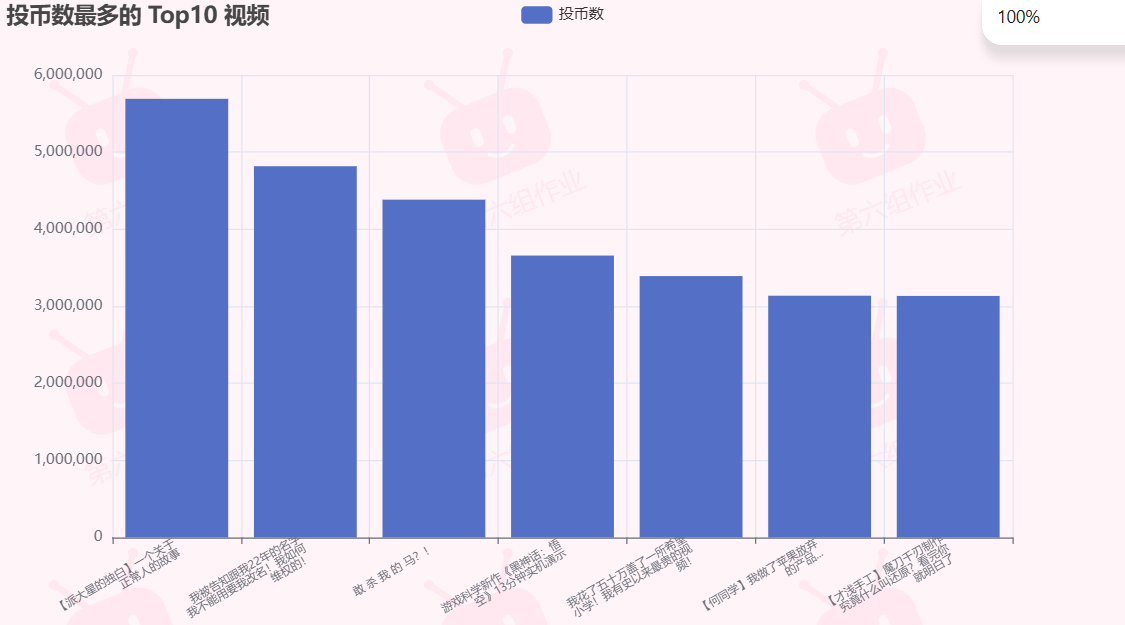 投币数最多的 Top10 视频
投币数
100%
6,000,000
5,000,000
4,000,000
3,000,000
2,000,000
1,000,000
0
【派大星的独白】一个关于
正常人的故事
我被告知跟我22年的名字
我不能用要我改名！我如何
维权的!
敢 杀 我 的 马？！
游戏科学新作《黑神话：悟
空》13分钟实机演示
我花了五十万盖了一所希望
小学！我有史以来最贵的视
频！
【何同学】我做了苹果放弃
的产品...
【才浅手工】魔刀千刃制作
究竟什么叫还原？看完你
就明白了
第六组作业
第六组作业